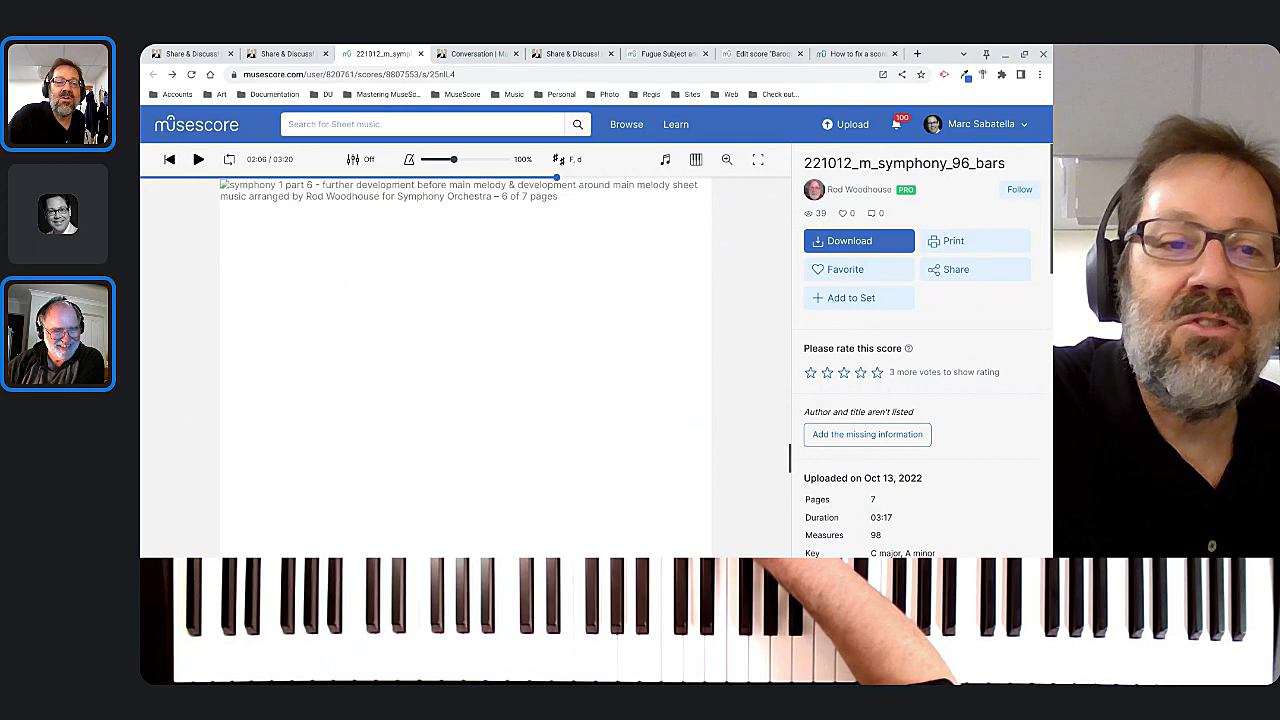 Share & Discuss!
Share & Discuss!
221012_m_symph
Conversation | Ma
Share & Discuss!
Fugue Subject an
Edit score "Baroq
How to fix a score
musescore.com/user/820761/scores/8807553/s/25nlL4
Accounts Art Documentation DU Mastering MuseSc... MuseScore Music Personal Photo Regis Sites Web Check out...
musescore Search for Sheet music Browse Learn Upload 100 Marc Sabatella
02:06 / 03:20 Off 100% F, d
symphony 1 part 6 - further development before main melody & development around main melody sheet
music arranged by Rod Woodhouse for Symphony Orchestra – 6 of 7 pages
221012_m_symphony_96_bars
Rod Woodhouse PRO Follow
39 0 0
Download Print
Favorite Share
Add to Set
Please rate this score
3 more votes to show rating
Author and title aren't listed
Add the missing information
Uploaded on Oct 13, 2022
Pages 7
Duration 03:17
Measures 98
Key C major, A minor